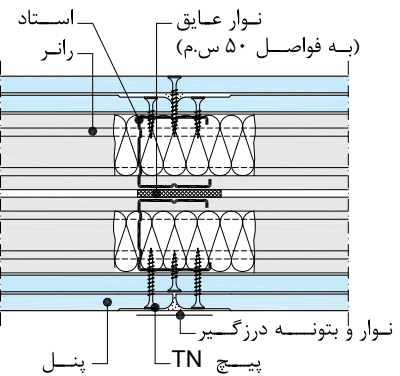 نوار عایق
(به فواصل ۵۰ س.م)
استاد
رانر
نوار و بتونه درزگیر
پیچ TN
پنل